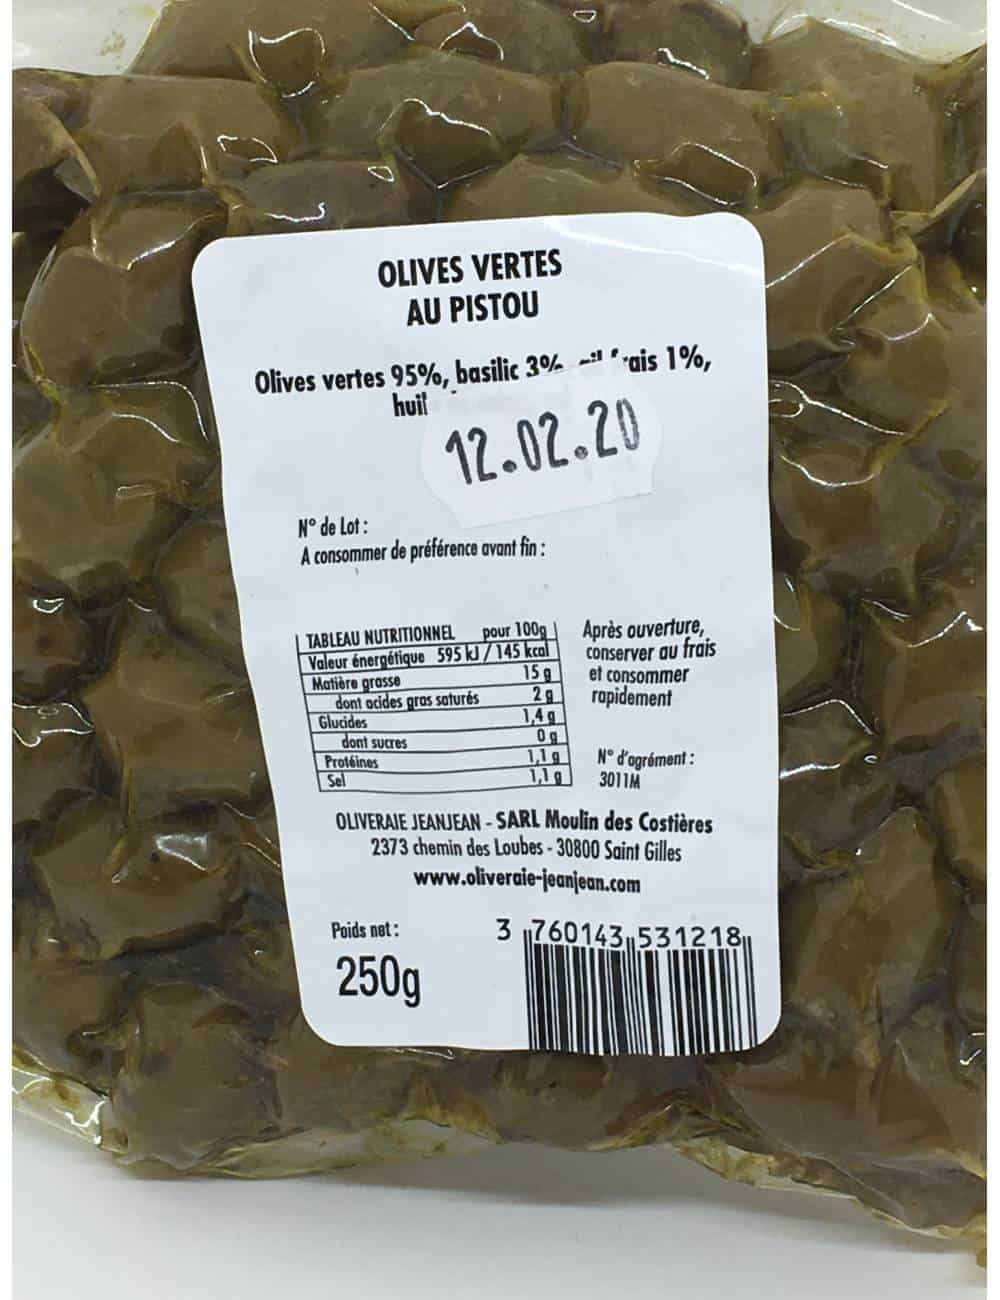 OLIVES VERTES
AU PISTOU
Olives vertes 95%, basilic 3% 1%,
12.02.20
N° de Lot :
A consommer de préférence avant fin :
TABLEAU NUTRITIONNEL pour 100g
Valeur énergétique 595 kJ / 145 kcal
Matière grasse 15 g
dont acides gras saturés 2 g
Glucides 1,4 g
dont sucres 0 g
Protéines 1,1 g
Sel 1,1 g
Après ouverture,
conserver au frais
et consommer
rapidement
N° d'agrément :
3011M
OLIVERAIE JEANJEAN - SARL Moulin des Costières
2373 chemin des Loubes - 30800 Saint Gilles
www.oliveraie-jeanjean.com
Poids net :
250g
3 760143 531218